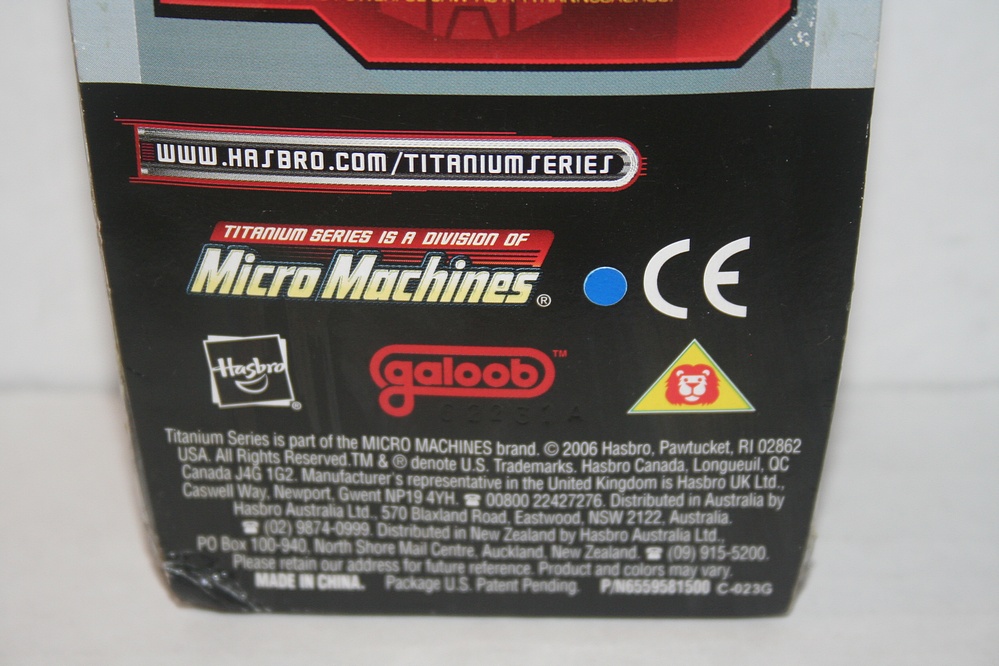 WWW.HASBRO.COM/TITANIUMSERIES
TITANIUM SERIES IS A DIVISION OF
Micro Machines®
CE
Hasbro®
galoob™
Titanium Series is part of the MICRO MACHINES brand. © 2006 Hasbro, Pawtucket, RI 02862
USA. All Rights Reserved.TM & ® denote U.S. Trademarks. Hasbro Canada, Longueuil, QC
Canada J4G 1G2. Manufacturer's representative in the United Kingdom is Hasbro UK Ltd.,
Caswell Way, Newport, Gwent NP19 4YH. ☎ 00800 22427276. Distributed in Australia by
Hasbro Australia Ltd., 570 Blaxland Road, Eastwood, NSW 2122, Australia.
☎ (02) 9874-0999. Distributed in New Zealand by Hasbro Australia Ltd.,
PO Box 100-940, North Shore Mail Centre, Auckland, New Zealand. ☎ (09) 915-5200.
Please retain our address for future reference. Product and colors may vary.
MADE IN CHINA. Package U.S. Patent Pending. P/N6559581500 C-023G